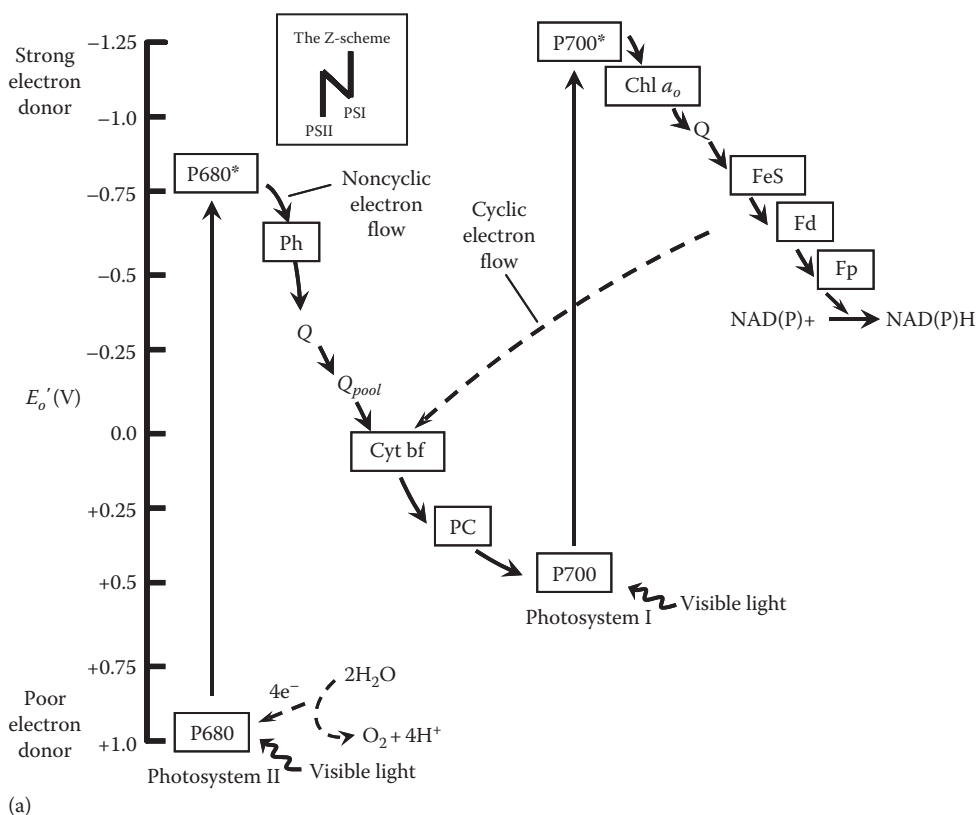 Strong
electron
donor
−1.25
−1.0
−0.75
−0.5
−0.25
E_o′(V)
0.0
+0.25
+0.5
+0.75
Poor
electron
donor
+1.0
The Z-scheme
PSII
PSI
P680*
Noncyclic
electron
flow
Ph
Q
Q_pool
Cyt bf
PC
P700
Photosystem I
Visible light
P700*
Chl a_o
Q
FeS
Fd
Fp
NAD(P)+
NAD(P)H
Cyclic
electron
flow
4e⁻
2H₂O
O₂ + 4H⁺
P680
Photosystem II
Visible light
(a)